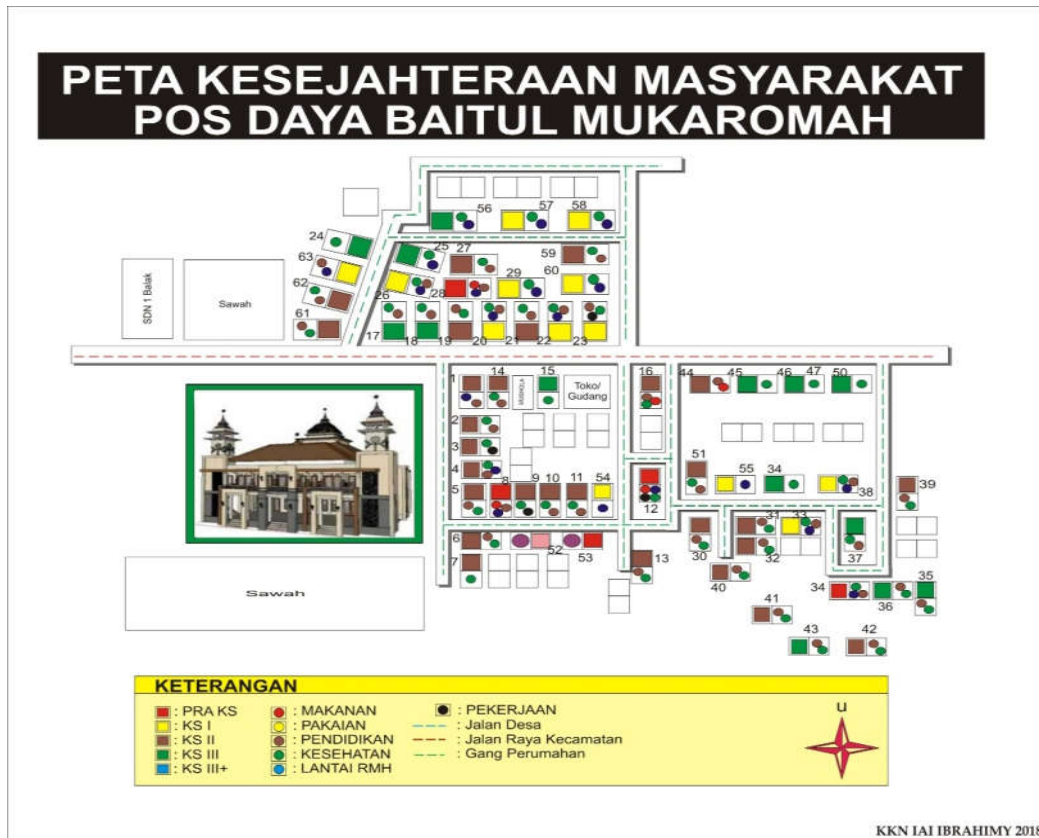 PETA KESEJAHTERAAN MASYARAKAT
POS DAYA BAITUL MUKAROMAH
56 57 58
24 25 27 59
63 29 60
62 28
26
61
17 18 19 20 21 22 23
SDN 1 Balak
Sawah
1 14 15 16 44 45 46 47 50
MUSHOLA
Toko/
Gudang
2
3
4
51 55 34
5 8 9 10 11 54
12 38 39
6 52 53 30 31 33
32 37
7 13 40
34 36 35
41
43 42
Sawah
KETERANGAN
: PRA KS : MAKANAN : PEKERJAAN
: KS I : PAKAIAN : Jalan Desa
: KS II : PENDIDIKAN : Jalan Raya Kecamatan
: KS III : KESEHATAN : Gang Perumahan
: KS III+ : LANTAI RMH
u
KKN IAI IBRAHIMY 2018